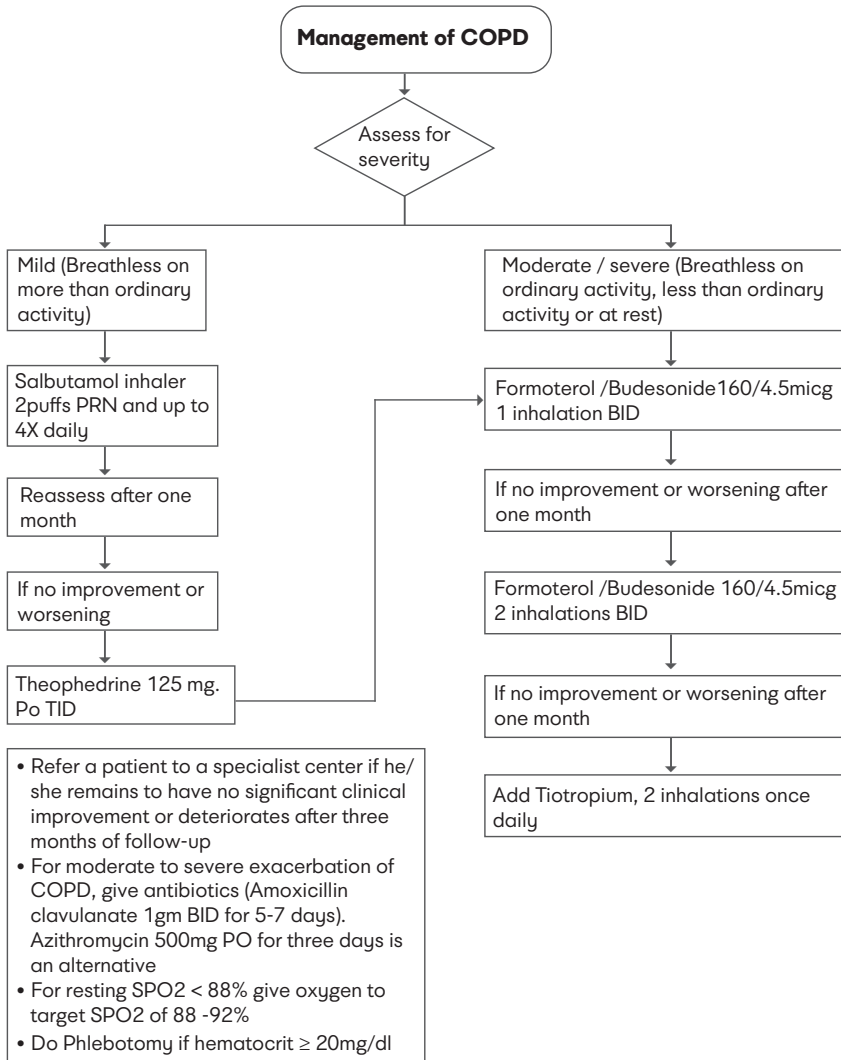 Management of COPD
Assess for
severity
Mild (Breathless on
more than ordinary
activity)
Salbutamol inhaler
2puffs PRN and up to
4X daily
Reassess after one
month
If no improvement or
worsening
Theophedrine 125 mg.
Po TID
Moderate / severe (Breathless on
ordinary activity, less than ordinary
activity or at rest)
Formoterol /Budesonide160/4.5micg
1 inhalation BID
If no improvement or worsening after
one month
Formoterol /Budesonide 160/4.5micg
2 inhalations BID
If no improvement or worsening after
one month
Add Tiotropium, 2 inhalations once
daily
• Refer a patient to a specialist center if he/
she remains to have no significant clinical
improvement or deteriorates after three
months of follow-up
• For moderate to severe exacerbation of
COPD, give antibiotics (Amoxicillin
clavulanate 1gm BID for 5-7 days).
Azithromycin 500mg PO for three days is
an alternative
• For resting SPO2 < 88% give oxygen to
target SPO2 of 88 -92%
• Do Phlebotomy if hematocrit ≥ 20mg/dl